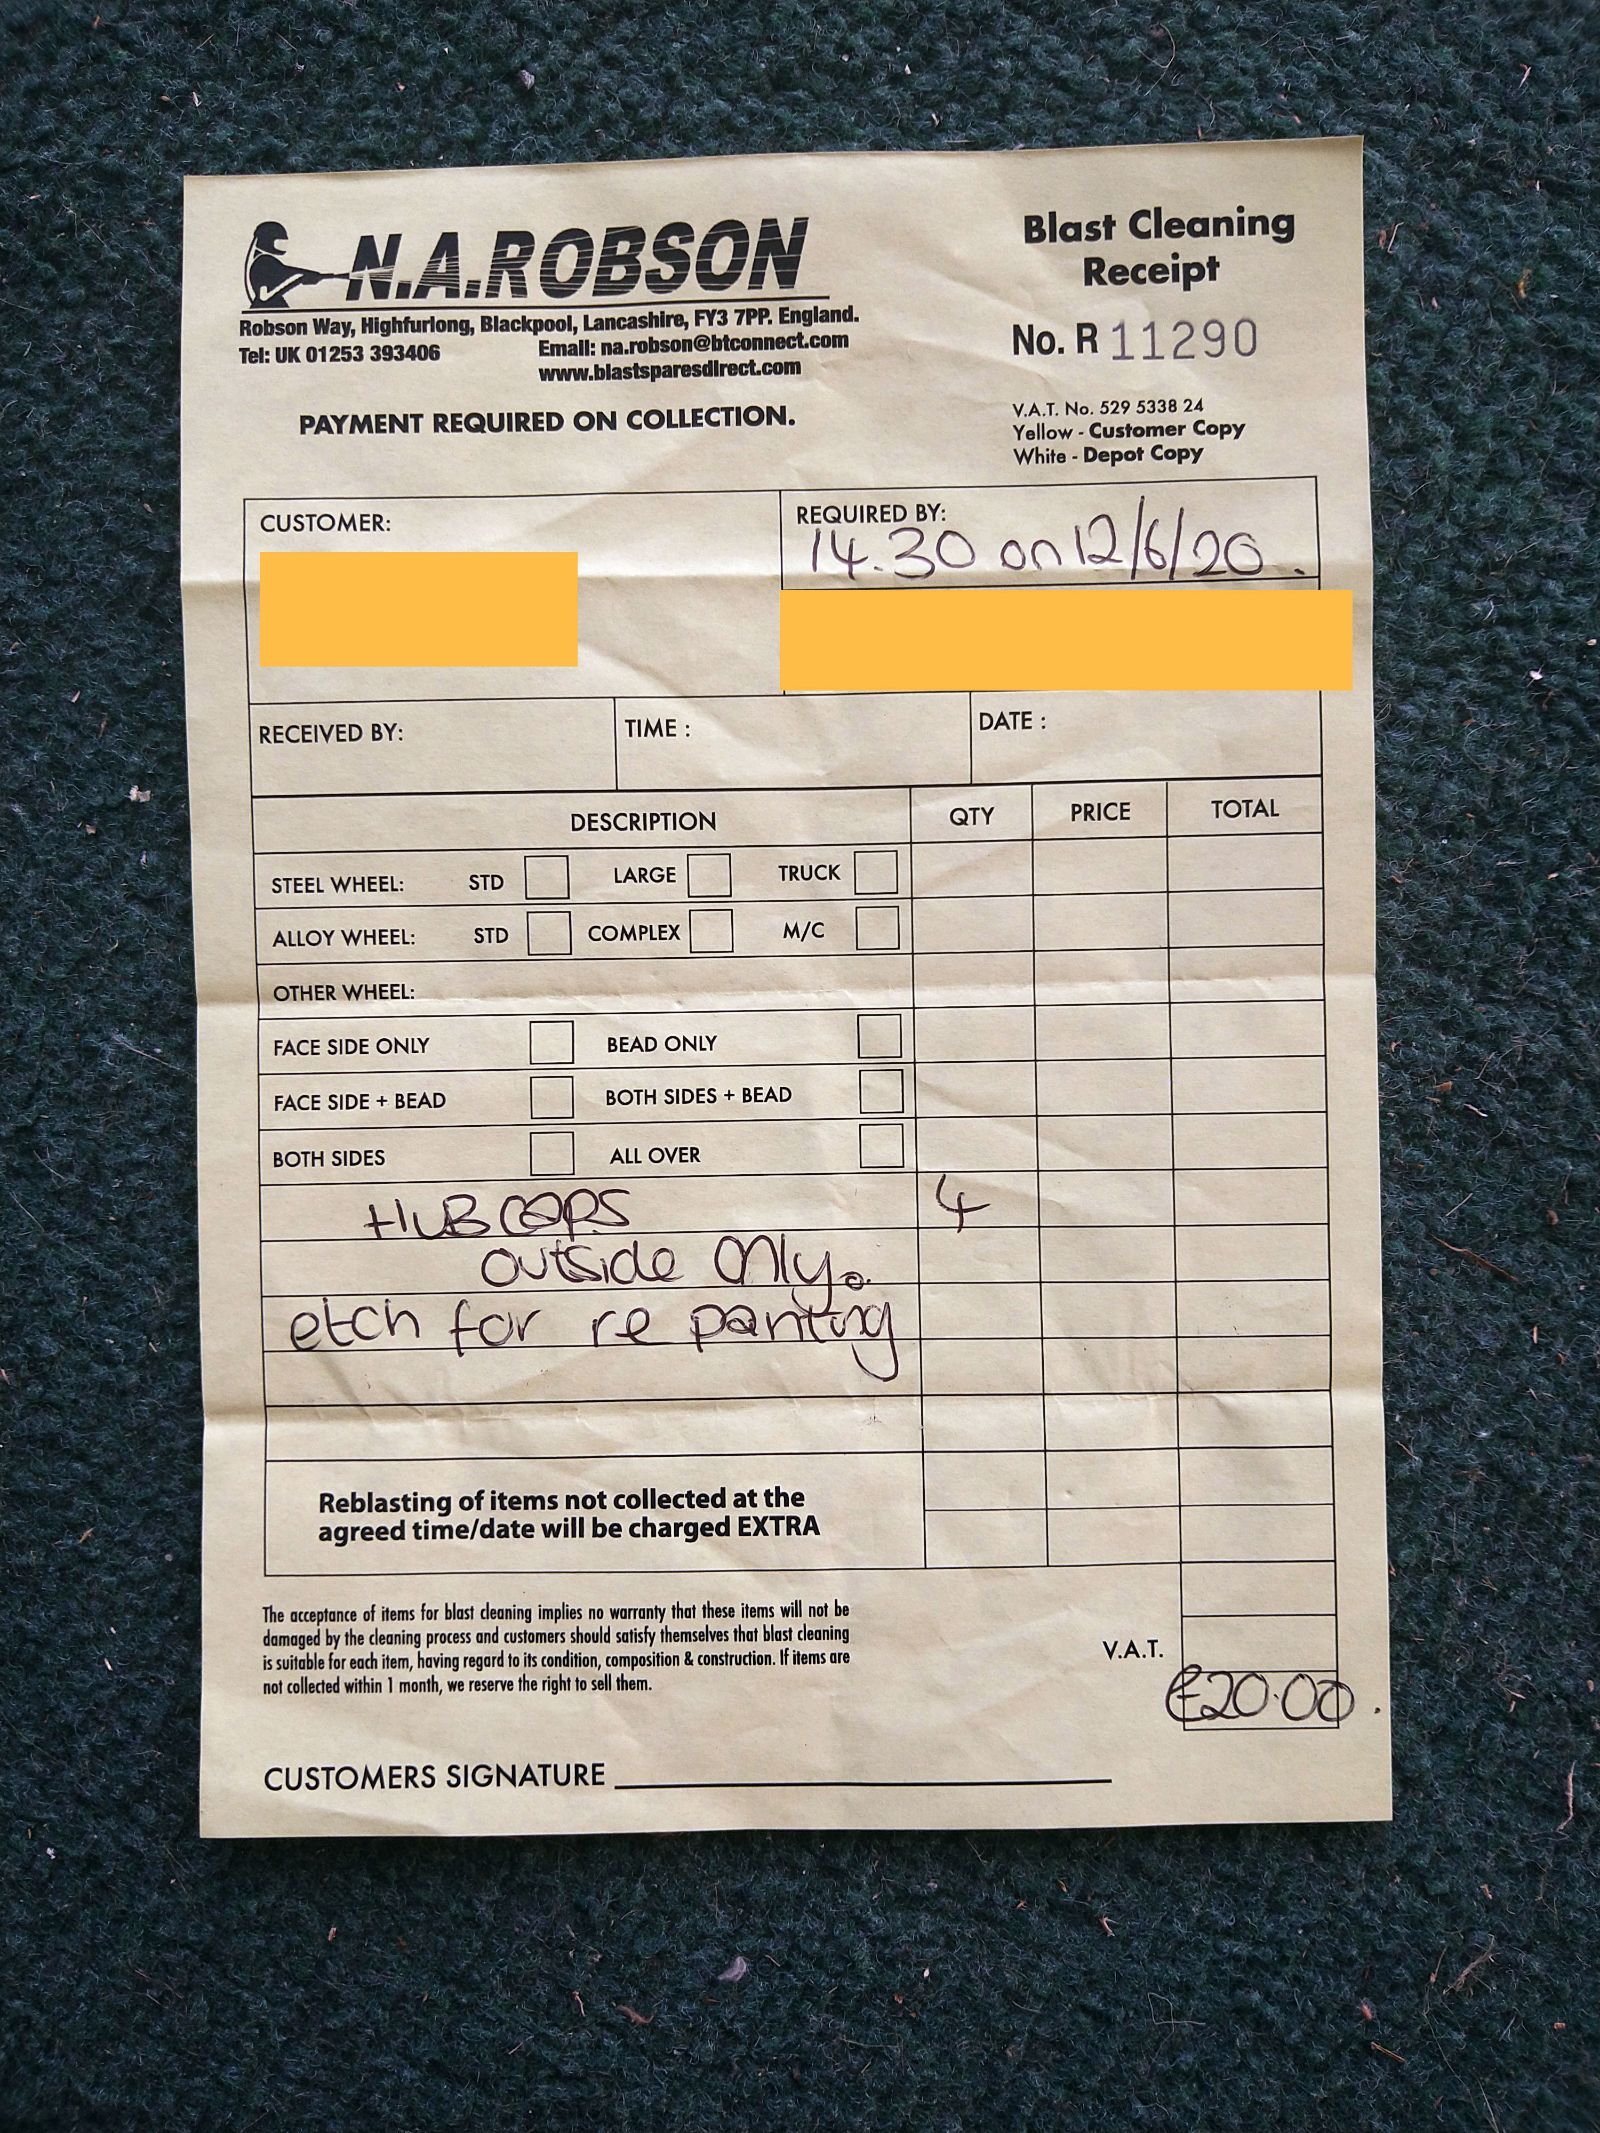 N.A.ROBSON
Robson Way, Highfurlong, Blackpool, Lancashire, FY3 7PP. England.
Tel: UK 01253 393406
Email: na.robson@btconnect.com
www.blastsparesdirect.com
PAYMENT REQUIRED ON COLLECTION.
Blast Cleaning
Receipt
No. R 11290
V.A.T. No. 529 5338 24
Yellow - Customer Copy
White - Depot Copy
CUSTOMER:
REQUIRED BY:
14.30 on 12/6/20.
RECEIVED BY: TIME : DATE :
DESCRIPTION QTY PRICE TOTAL
STEEL WHEEL: STD LARGE TRUCK
ALLOY WHEEL: STD COMPLEX M/C
OTHER WHEEL:
FACE SIDE ONLY BEAD ONLY
FACE SIDE + BEAD BOTH SIDES + BEAD
BOTH SIDES ALL OVER
HUB CAPS 4
outside only.
etch for re panting
Reblasting of items not collected at the
agreed time/date will be charged EXTRA
The acceptance of items for blast cleaning implies no warranty that these items will not be
damaged by the cleaning process and customers should satisfy themselves that blast cleaning
is suitable for each item, having regard to its condition, composition & construction. If items are
not collected within 1 month, we reserve the right to sell them.
V.A.T.
£20.00.
CUSTOMERS SIGNATURE